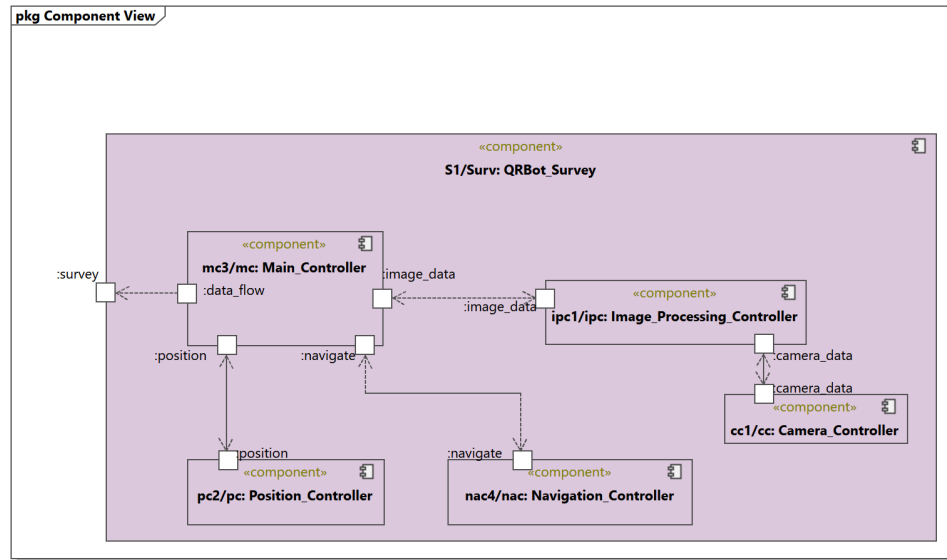 pkg Component View
«component»
S1/Surv: QRBot_Survey
«component»
mc3/mc: Main_Controller
:survey
:data_flow
:image_data
:image_data
«component»
ipc1/ipc: Image_Processing_Controller
:position
:navigate
:camera_data
:camera_data
«component»
cc1/cc: Camera_Controller
:position
«component»
pc2/pc: Position_Controller
:navigate
«component»
nac4/nac: Navigation_Controller